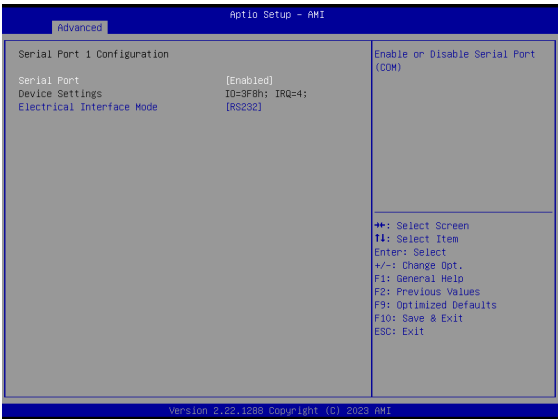 Aptio Setup - AMI
Advanced
Serial Port 1 Configuration
Serial Port [Enabled]
Device Settings IO=3F8h; IRQ=4;
Electrical Interface Mode [RS232]
Enable or Disable Serial Port
(COM)
→←: Select Screen
↑↓: Select Item
Enter: Select
+/-: Change Opt.
F1: General Help
F2: Previous Values
F9: Optimized Defaults
F10: Save & Exit
ESC: Exit
Version 2.22.1288 Copyright (C) 2023 AMI